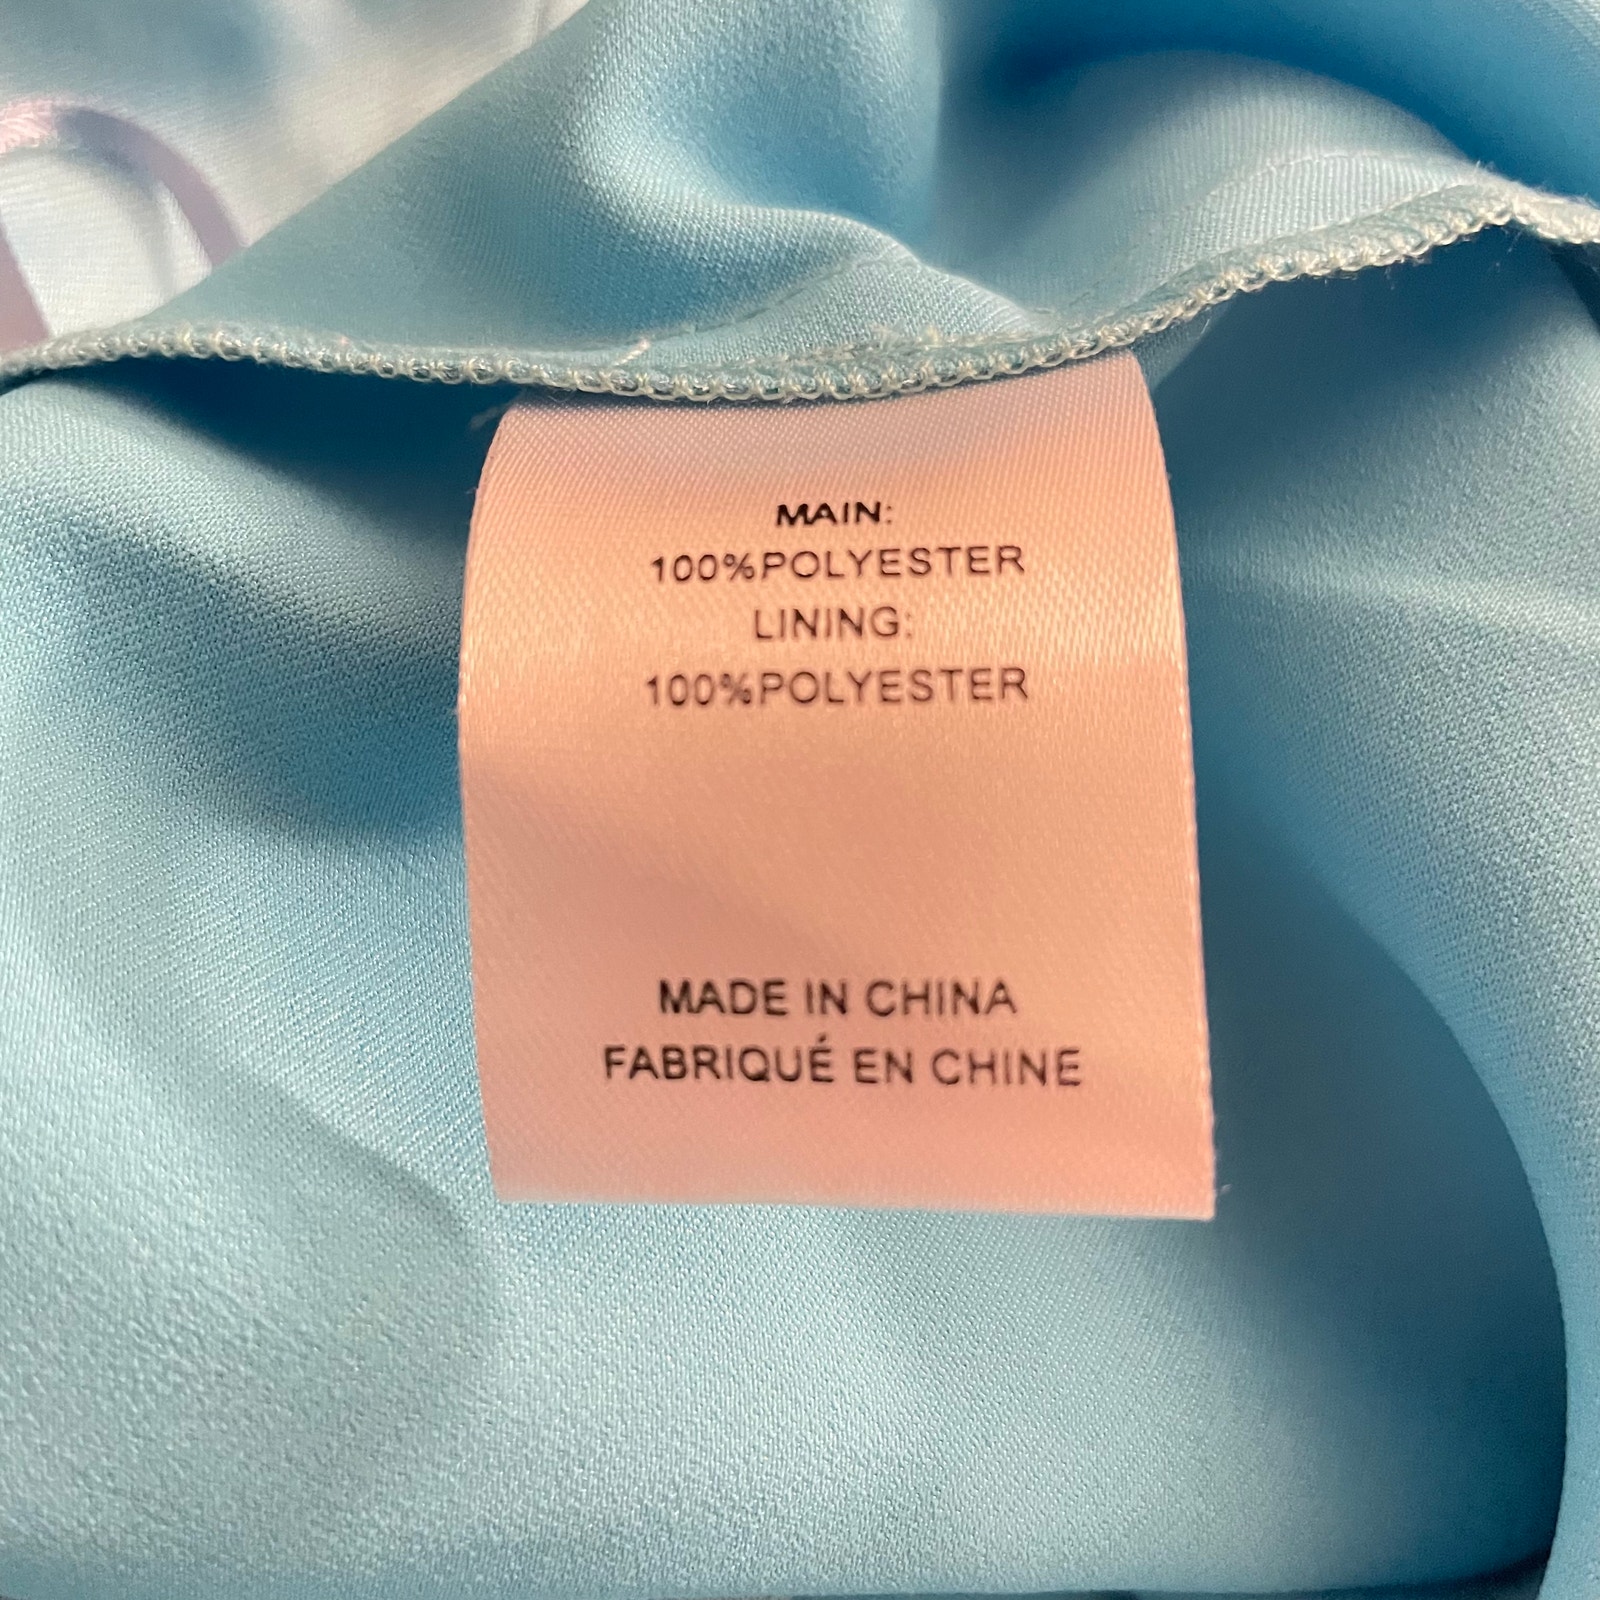 MAIN:
100%POLYESTER
LINING:
100%POLYESTER
MADE IN CHINA
FABRIQUÉ EN CHINE